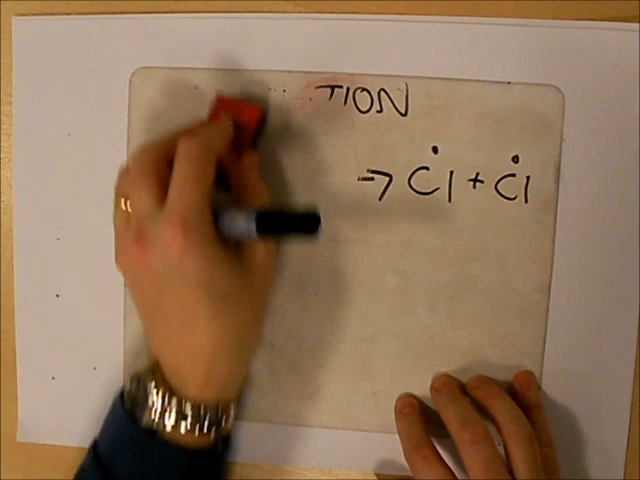 TION
→ Ċl + Ċl